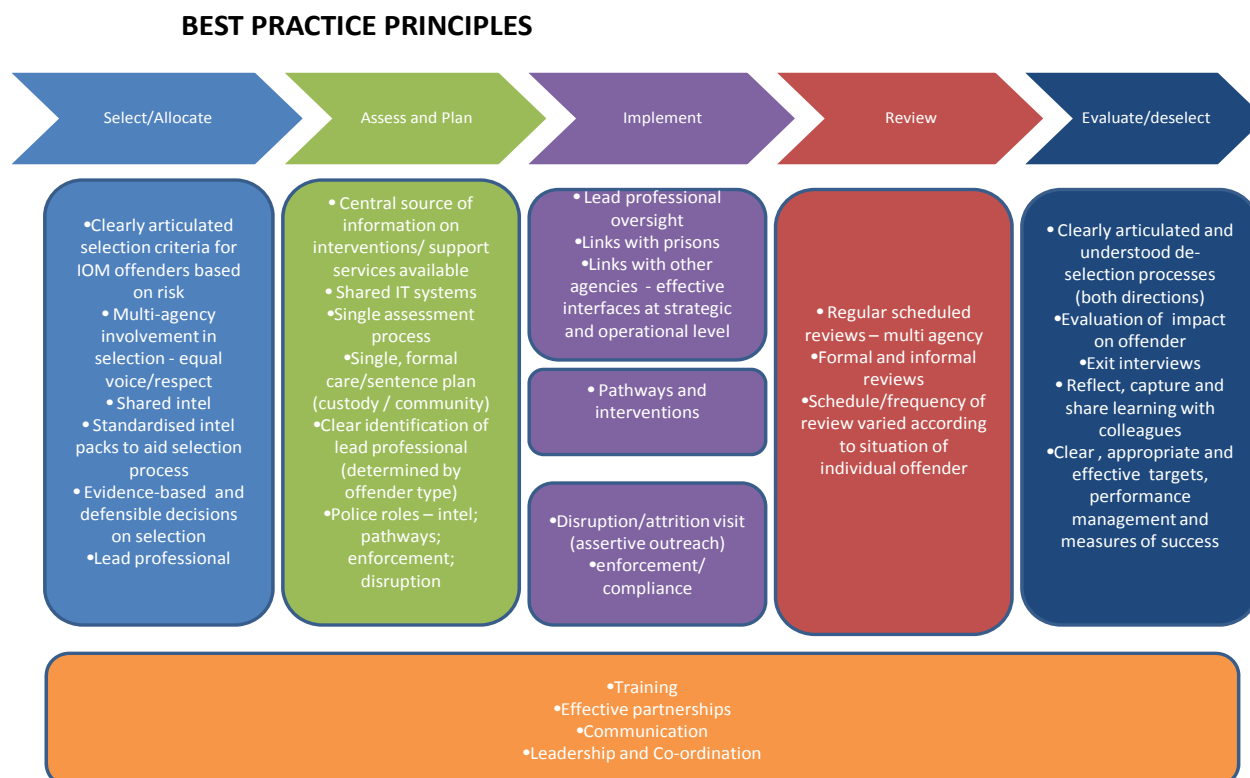 BEST PRACTICE PRINCIPLES
Select/Allocate
Assess and Plan
Implement
Review
Evaluate/deselect
•Clearly articulated
selection criteria for
IOM offenders based
on risk
• Multi-agency
involvement in
selection - equal
voice/respect
• Shared intel
• Standardised intel
packs to aid selection
process
• Evidence-based and
defensible decisions
on selection
•Lead professional
• Central source of
information on
interventions/ support
services available
• Shared IT systems
•Single assessment
process
•Single, formal
care/sentence plan
(custody / community)
•Clear identification of
lead professional
(determined by
offender type)
•Police roles – intel;
pathways;
enforcement;
disruption
• Lead professional
oversight
•Links with prisons
•Links with other
agencies - effective
interfaces at strategic
and operational level
• Pathways and
interventions
•Disruption/attrition visit
(assertive outreach)
•enforcement/
compliance
• Regular scheduled
reviews – multi agency
•Formal and informal
reviews
•Schedule/frequency of
review varied according
to situation of
individual offender
• Clearly articulated and
understood de-
selection processes
(both directions)
•Evaluation of impact
on offender
•Exit interviews
• Reflect, capture and
share learning with
colleagues
•Clear , appropriate and
effective targets,
performance
management and
measures of success
•Training
•Effective partnerships
•Communication
•Leadership and Co-ordination